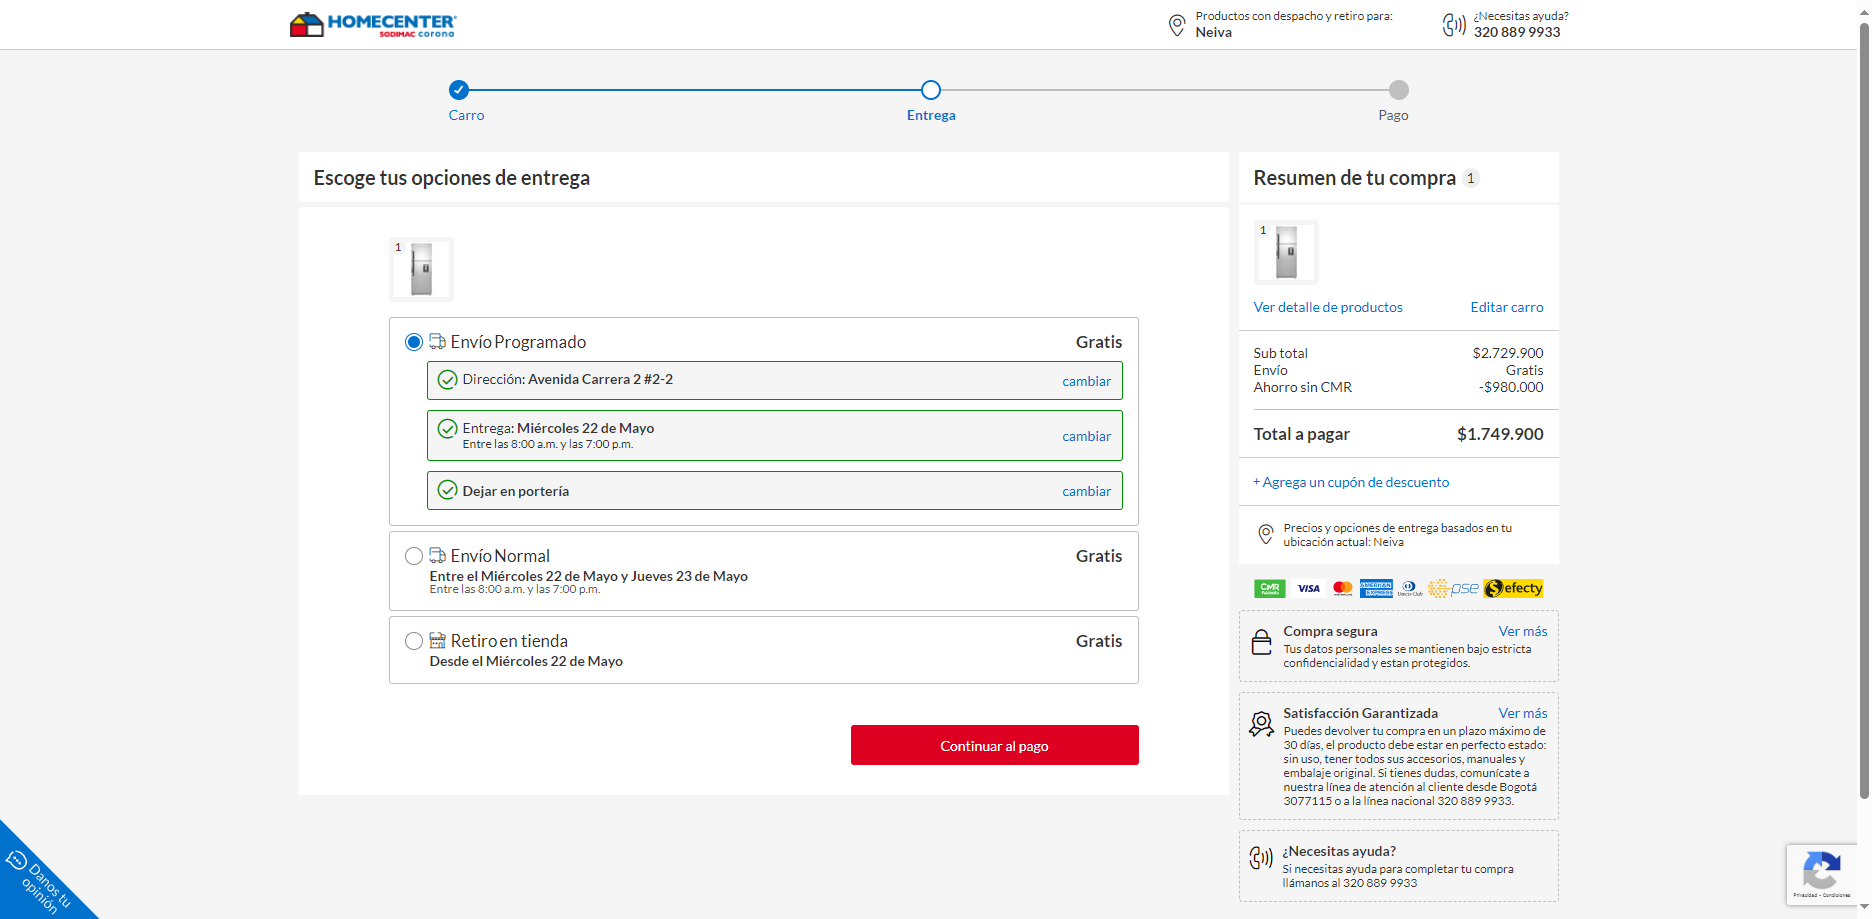 HOMECENTER
SODIMAC corona
Productos con despacho y retiro para:
Neiva
¿Necesitas ayuda?
320 889 9933
Carro
Entrega
Pago
Escoge tus opciones de entrega
1
Envío Programado
Gratis
Dirección: Avenida Carrera 2 #2-2
cambiar
Entrega: Miércoles 22 de Mayo
Entre las 8:00 a.m. y las 7:00 p.m.
cambiar
Dejar en portería
cambiar
Envío Normal
Gratis
Entre el Miércoles 22 de Mayo y Jueves 23 de Mayo
Entre las 8:00 a.m. y las 7:00 p.m.
Retiro en tienda
Gratis
Desde el Miércoles 22 de Mayo
Continuar al pago
Resumen de tu compra 1
1
Ver detalle de productos
Editar carro
Sub total $2.729.900
Envío Gratis
Ahorro sin CMR -$980.000
Total a pagar $1.749.900
+ Agrega un cupón de descuento
Precios y opciones de entrega basados en tu
ubicación actual: Neiva
CMR VISA mastercard AMERICAN EXPRESS Diners Club pse efecty
Compra segura Ver más
Tus datos personales se mantienen bajo estricta
confidencialidad y estan protegidos.
Satisfacción Garantizada Ver más
Puedes devolver tu compra en un plazo máximo de
30 días, el producto debe estar en perfecto estado:
sin uso, tener todos sus accesorios, manuales y
embalaje original. Si tienes dudas, comunícate a
nuestra línea de atención al cliente desde Bogotá
3077115 o a la línea nacional 320 889 9933.
¿Necesitas ayuda?
Si necesitas ayuda para completar tu compra
llámanos al 320 889 9933
Danos tu
opinión
Privacidad - Condiciones